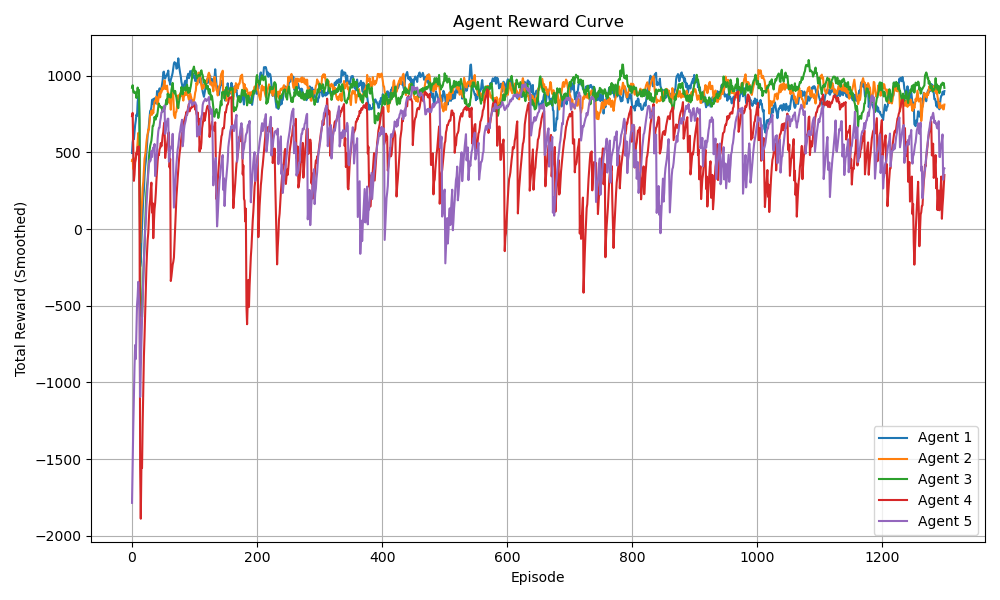 Agent Reward Curve
Total Reward (Smoothed)
1000
500
0
−500
−1000
−1500
−2000
0 200 400 600 800 1000 1200
Episode
Agent 1
Agent 2
Agent 3
Agent 4
Agent 5